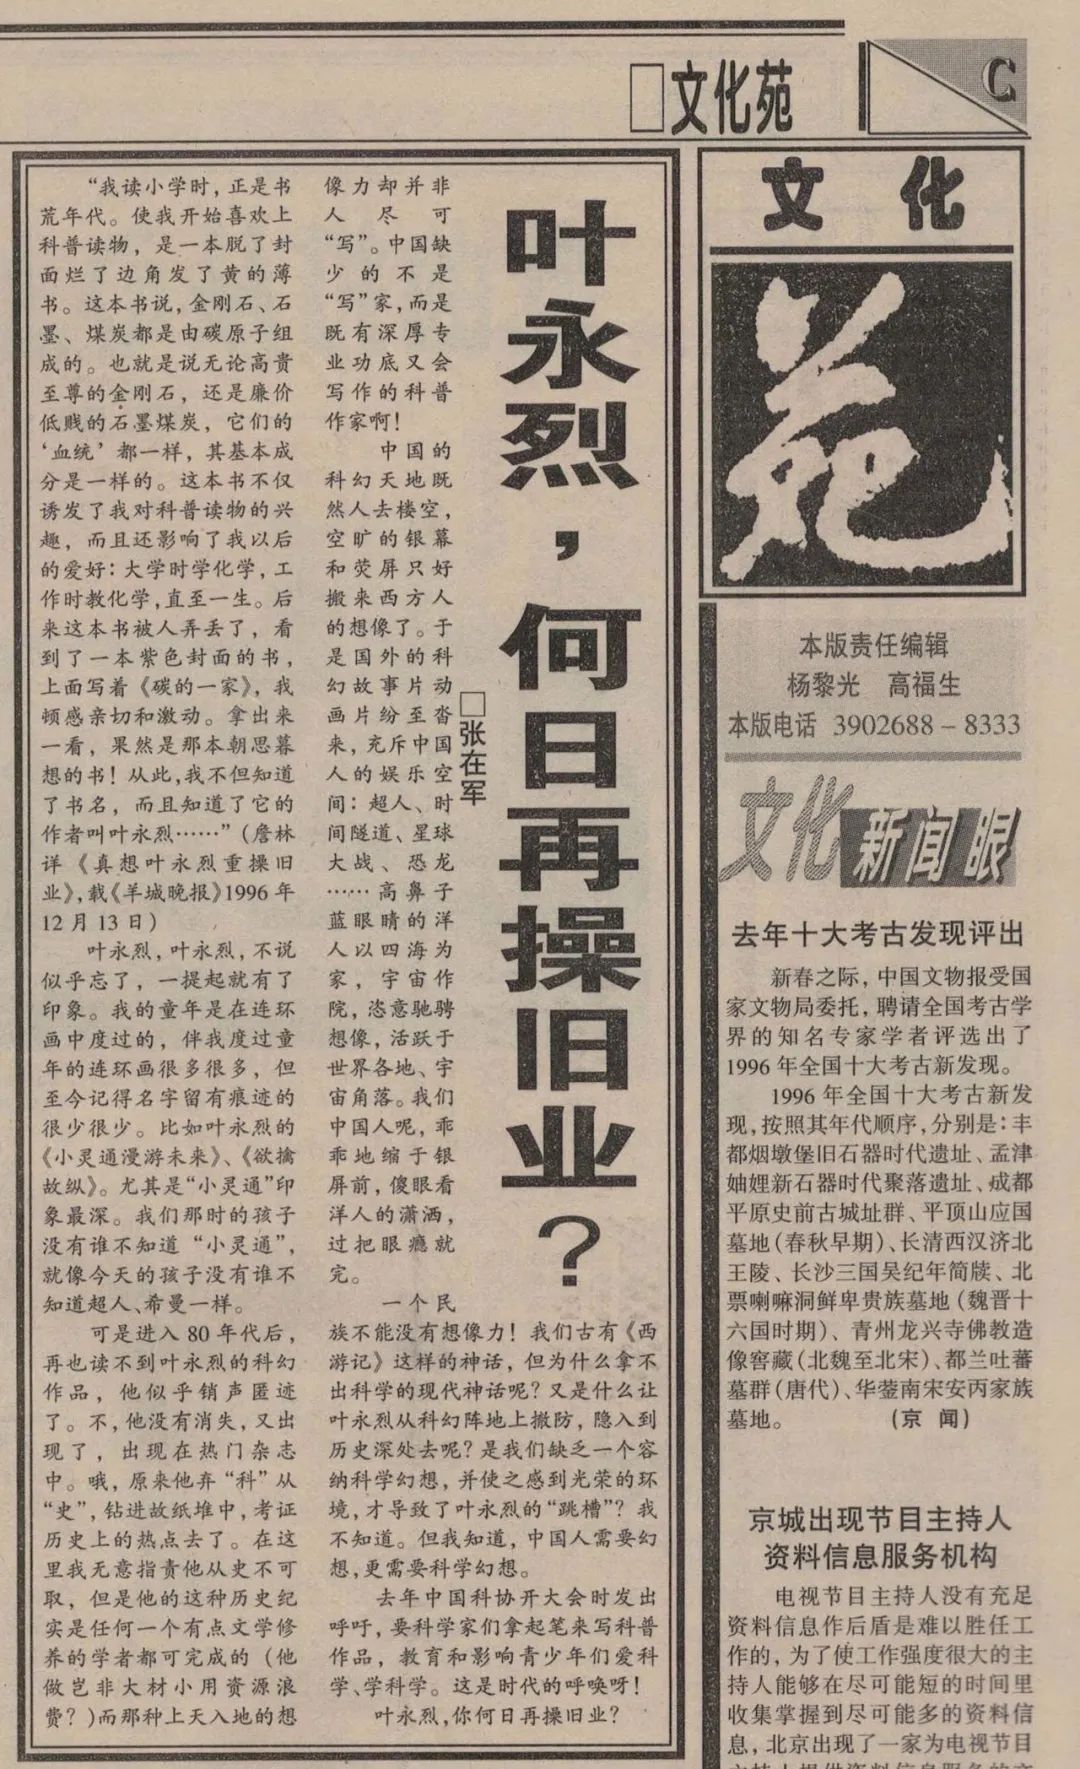 □文化苑
C
叶永烈，何日再操旧业？
□张在军
“我读小学时，正是书
荒年代。使我开始喜欢上
科普读物，是一本脱了封
面烂了边角发了黄的薄
书。这本书说，金刚石、石
墨、煤炭都是由碳原子组
成的。也就是说无论高贵
至尊的金刚石，还是廉价
低贱的石墨煤炭，它们的
‘血统’都一样，其基本成
分是一样的。这本书不仅
诱发了我对科普读物的兴
趣，而且还影响了我以后
的爱好：大学时学化学，工
作时教化学，直至一生。后
来这本书被人弄丢了，看
到了一本紫色封面的书，
上面写着《碳的一家》，我
顿感亲切和激动。拿出来
一看，果然是那本朝思暮
想的书！从此，我不但知道
了书名，而且知道了它的
作者叫叶永烈……”（詹林
详《真想叶永烈重操旧
业》，载《羊城晚报》1996年
12月13日）
叶永烈，叶永烈，不说
似乎忘了，一提起就有了
印象。我的童年是在连环
画中度过的，伴我度过童
年的连环画很多很多，但
至今记得名字留有痕迹的
很少很少。比如叶永烈的
《小灵通漫游未来》、《欲擒
故纵》。尤其是“小灵通”印
象最深。我们那时的孩子
没有谁不知道“小灵通”，
就像今天的孩子没有谁不
知道超人、希曼一样。
可是进入80年代后，
再也读不到叶永烈的科幻
作品，他似乎销声匿迹
了。不，他没有消失，又出
现了，出现在热门杂志
中。哦，原来他弃“科”从
“史”，钻进故纸堆中，考证
历史上的热点去了。在这
里我无意指责他从史不可
取，但是他的这种历史纪
实是任何一个有点文学修
养的学者都可完成的（他
做岂非大材小用资源浪
费？）而那种上天入地的想
像力却并非
人尽可
“写”。中国缺
少的不是
“写”家，而是
既有深厚专
业功底又会
写作的科普
作家啊！
中国的
科幻天地既
然人去楼空，
空旷的银幕
和荧屏只好
搬来西方人
的想像了。于
是国外的科
幻故事片动
画片纷至沓
来，充斥中国
人的娱乐空
间：超人、时
间隧道、星球
大战、恐龙
……高鼻子
蓝眼睛的洋
人以四海为
家，宇宙作
院，恣意驰骋
想像，活跃于
世界各地、宇
宙角落。我们
中国人呢，乖
乖地缩于银
屏前，傻眼看
洋人的潇洒，
过把眼瘾就
完。
一个民
族不能没有想像力！我们古有《西
游记》这样的神话，但为什么拿不
出科学的现代神话呢？又是什么让
叶永烈从科幻阵地上撤防，隐入到
历史深处去呢？是我们缺乏一个容
纳科学幻想，并使之感到光荣的环
境，才导致了叶永烈的“跳槽”？我
不知道。但我知道，中国人需要幻
想，更需要科学幻想。
去年中国科协开大会时发出
呼吁，要科学家们拿起笔来写科普
作品，教育和影响青少年们爱科
学、学科学。这是时代的呼唤呀！
叶永烈，你何日再操旧业？
文化
苑
本版责任编辑
杨黎光　高福生
本版电话 3902688－8333
文化新闻眼
去年十大考古发现评出
新春之际，中国文物报受国
家文物局委托，聘请全国考古学
界的知名专家学者评选出了
1996年全国十大考古新发现。
1996年全国十大考古新发
现，按照其年代顺序，分别是：丰
都烟墩堡旧石器时代遗址、孟津
妯娌新石器时代聚落遗址、成都
平原史前古城址群、平顶山应国
墓地（春秋早期）、长清西汉济北
王陵、长沙三国吴纪年简牍、北
票喇嘛洞鲜卑贵族墓地（魏晋十
六国时期）、青州龙兴寺佛教造
像窖藏（北魏至北宋）、都兰吐蕃
墓群（唐代）、华蓥南宋安丙家族
墓地。　（京 闻）
京城出现节目主持人
资料信息服务机构
电视节目主持人没有充足
资料信息作后盾是难以胜任工
作的，为了使工作强度很大的主
持人能够在尽可能短的时间里
收集掌握到尽可能多的资料信
息，北京出现了一家为电视节目